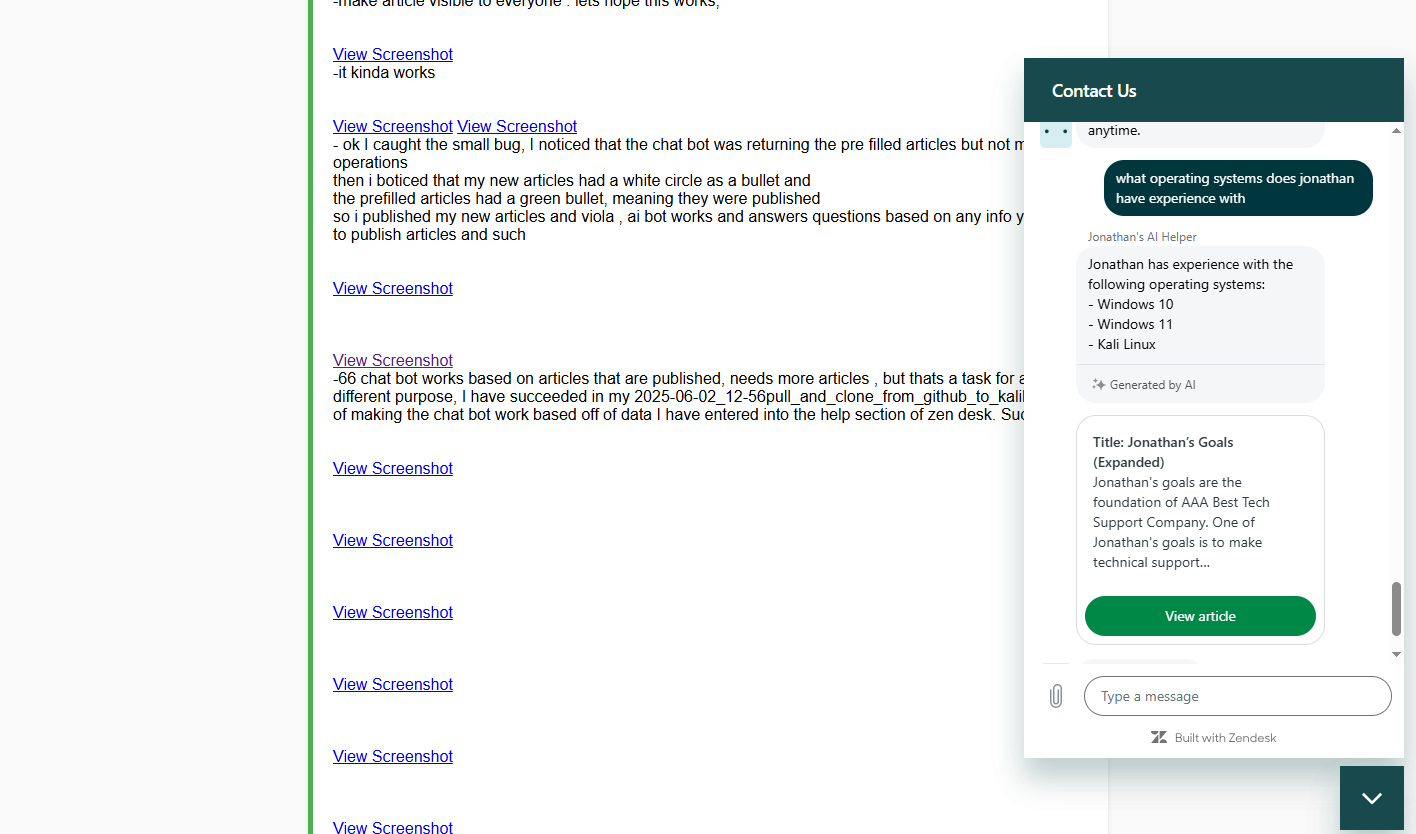 -make article visible to everyone . lets hope this works,
View Screenshot
-it kinda works
View Screenshot View Screenshot
- ok I caught the small bug, I noticed that the chat bot was returning the pre filled articles but not m
operations
then i boticed that my new articles had a white circle as a bullet and
the prefilled articles had a green bullet, meaning they were published
so i published my new articles and viola , ai bot works and answers questions based on any info y
to publish articles and such
View Screenshot
View Screenshot
-66 chat bot works based on articles that are published, needs more articles , but thats a task for a
different purpose, I have succeeded in my 2025-06-02_12-56pull_and_clone_from_github_to_kali
of making the chat bot work based off of data I have entered into the help section of zen desk. Suc
View Screenshot
View Screenshot
View Screenshot
View Screenshot
View Screenshot
View Screenshot
Contact Us
anytime.
what operating systems does jonathan
have experience with
Jonathan's AI Helper
Jonathan has experience with the
following operating systems:
- Windows 10
- Windows 11
- Kali Linux
Generated by AI
Title: Jonathan’s Goals
(Expanded)
Jonathan's goals are the
foundation of AAA Best Tech
Support Company. One of
Jonathan's goals is to make
technical support...
View article
Type a message
Built with Zendesk